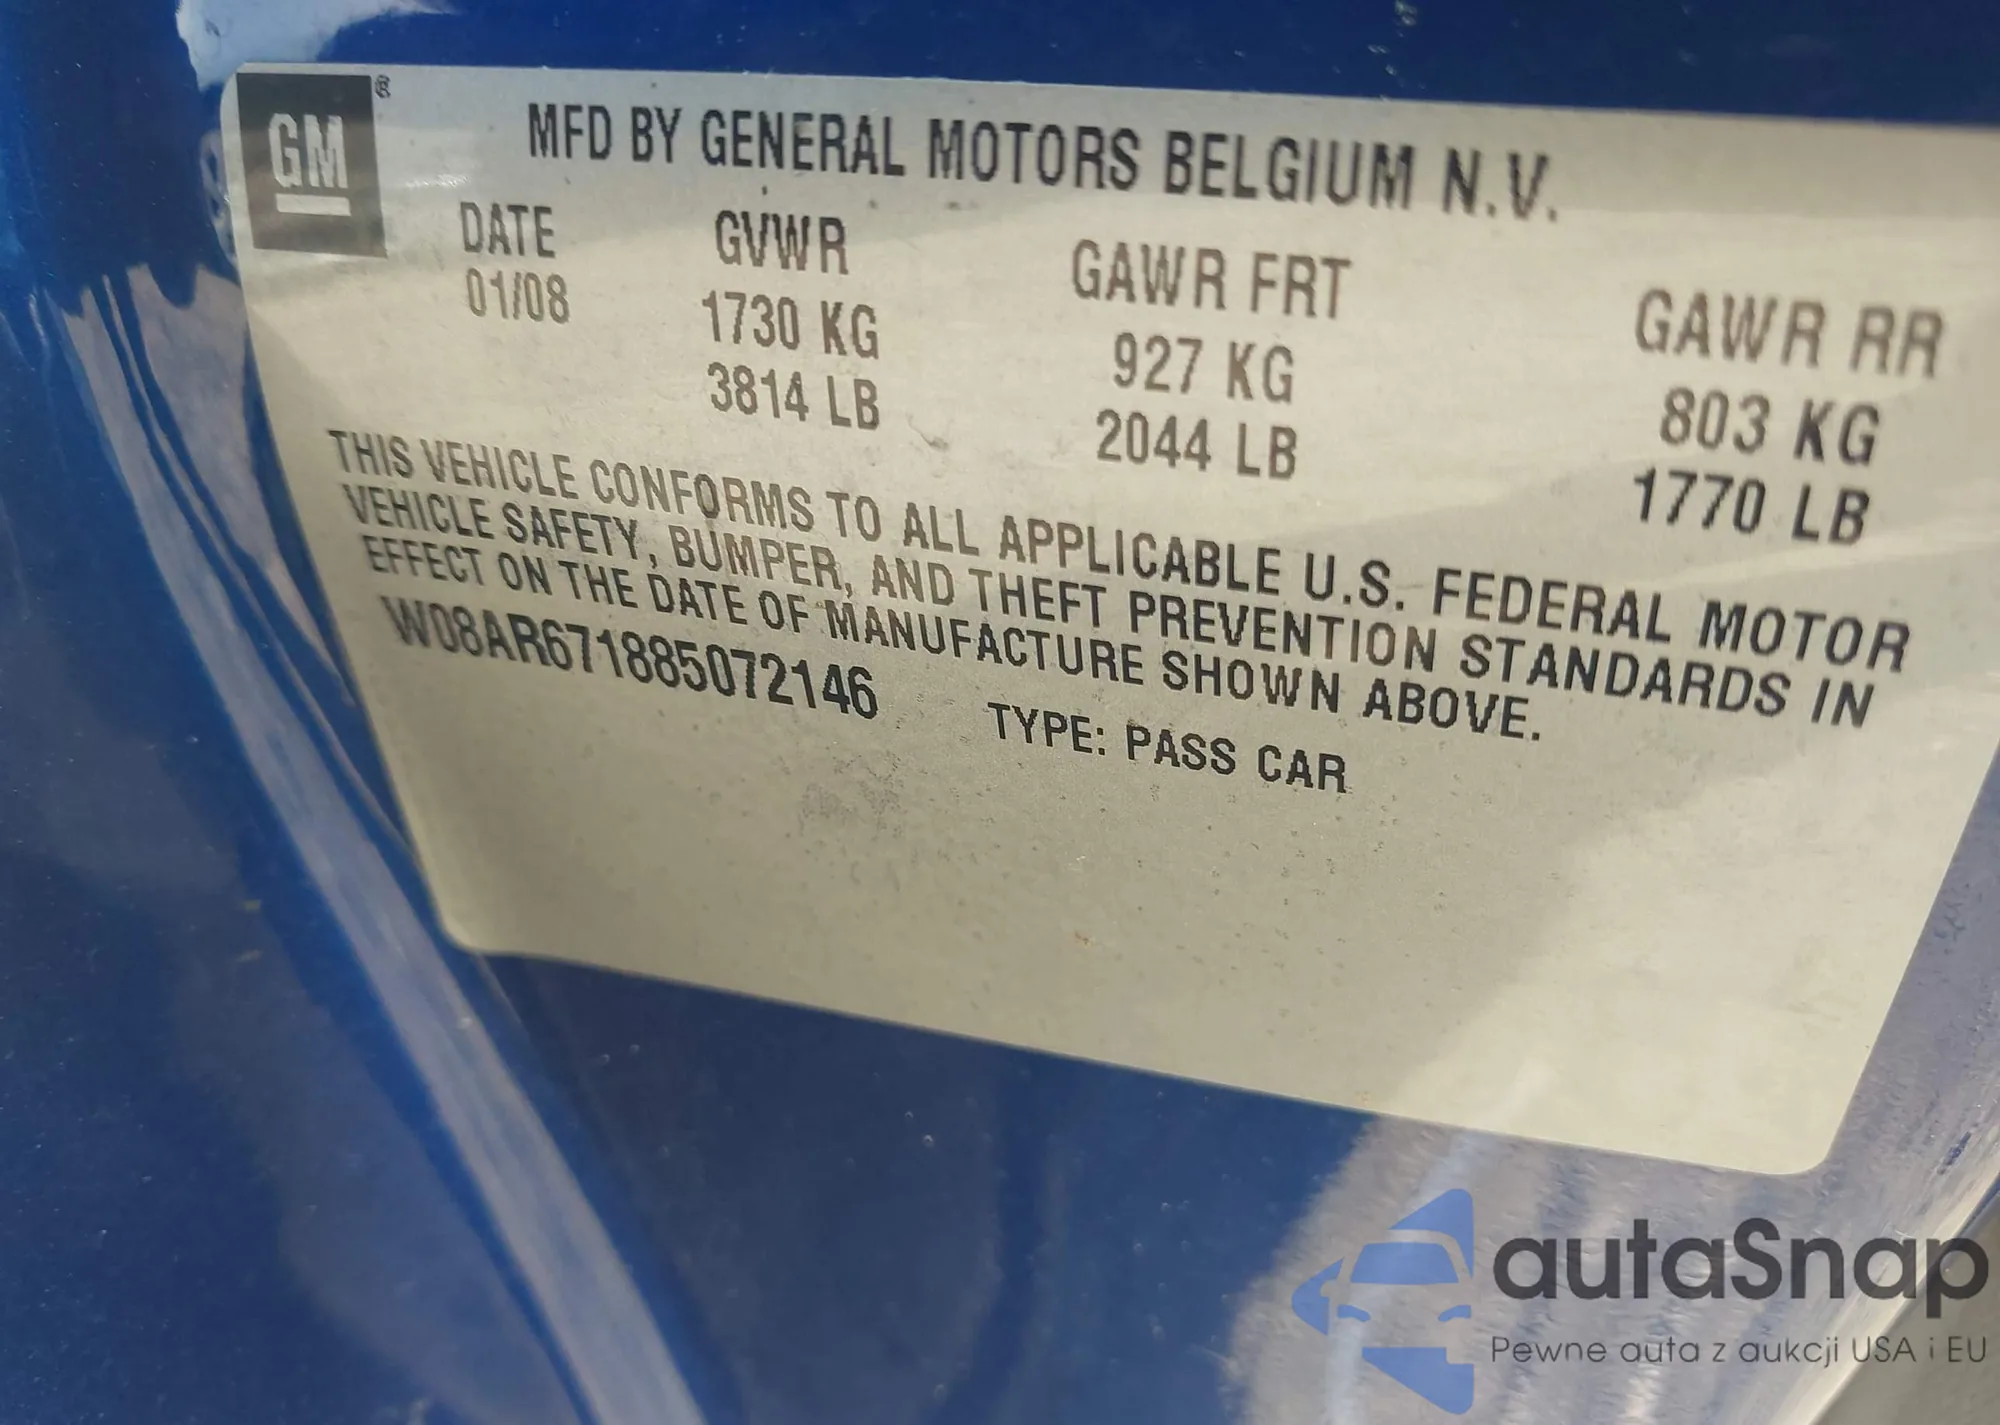 GM ®
MFD BY GENERAL MOTORS BELGIUM N.V.
DATE GVWR GAWR FRT GAWR RR
01/08 1730 KG 927 KG 803 KG
3814 LB 2044 LB 1770 LB
THIS VEHICLE CONFORMS TO ALL APPLICABLE U.S. FEDERAL MOTOR
VEHICLE SAFETY, BUMPER, AND THEFT PREVENTION STANDARDS IN
EFFECT ON THE DATE OF MANUFACTURE SHOWN ABOVE.
W08AR671885072146 TYPE: PASS CAR
autaSnap
Pewne auta z aukcji USA i EU